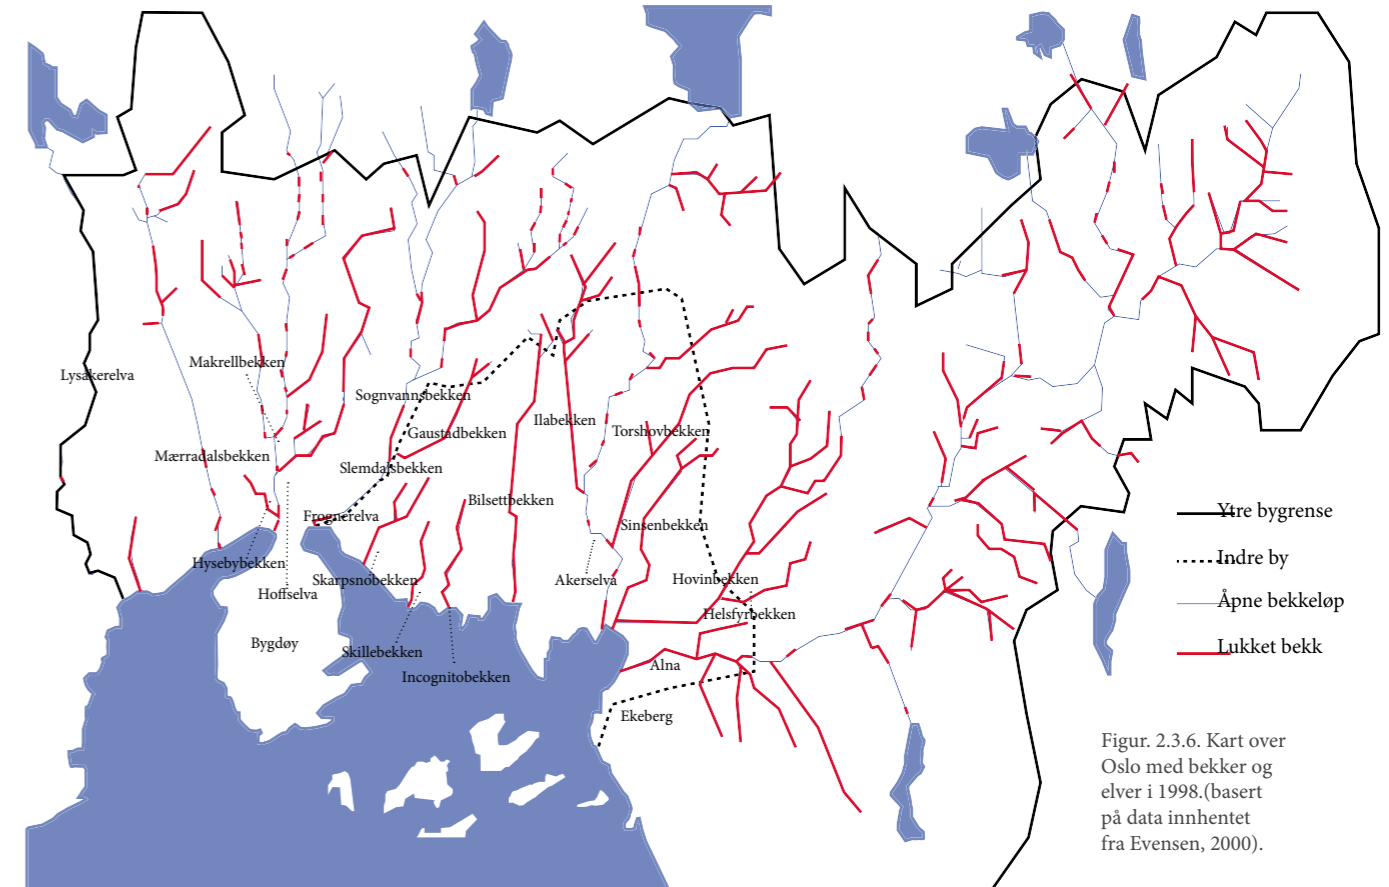 Makrellbekken
Lysakerelva
Sognvannsbekken
Ilabekken
Gaustadbekken
Torshovbekken
Mærradalsbekken
Slemdalsbekken
Bilsettbekken
Frognerelva
Sinsenbekken
Hysebybekken
Skarpsnobekken
Akerselva
Hovinbekken
Hoffselva
Helsfyrbekken
Bygdøy
Skillebekken
Alna
Incognitobekken
Ekeberg
Ytre bygrense
Indre by
Åpne bekkeløp
Lukket bekk
Figur. 2.3.6. Kart over
Oslo med bekker og
elver i 1998.(basert
på data innhentet
fra Evensen, 2000).